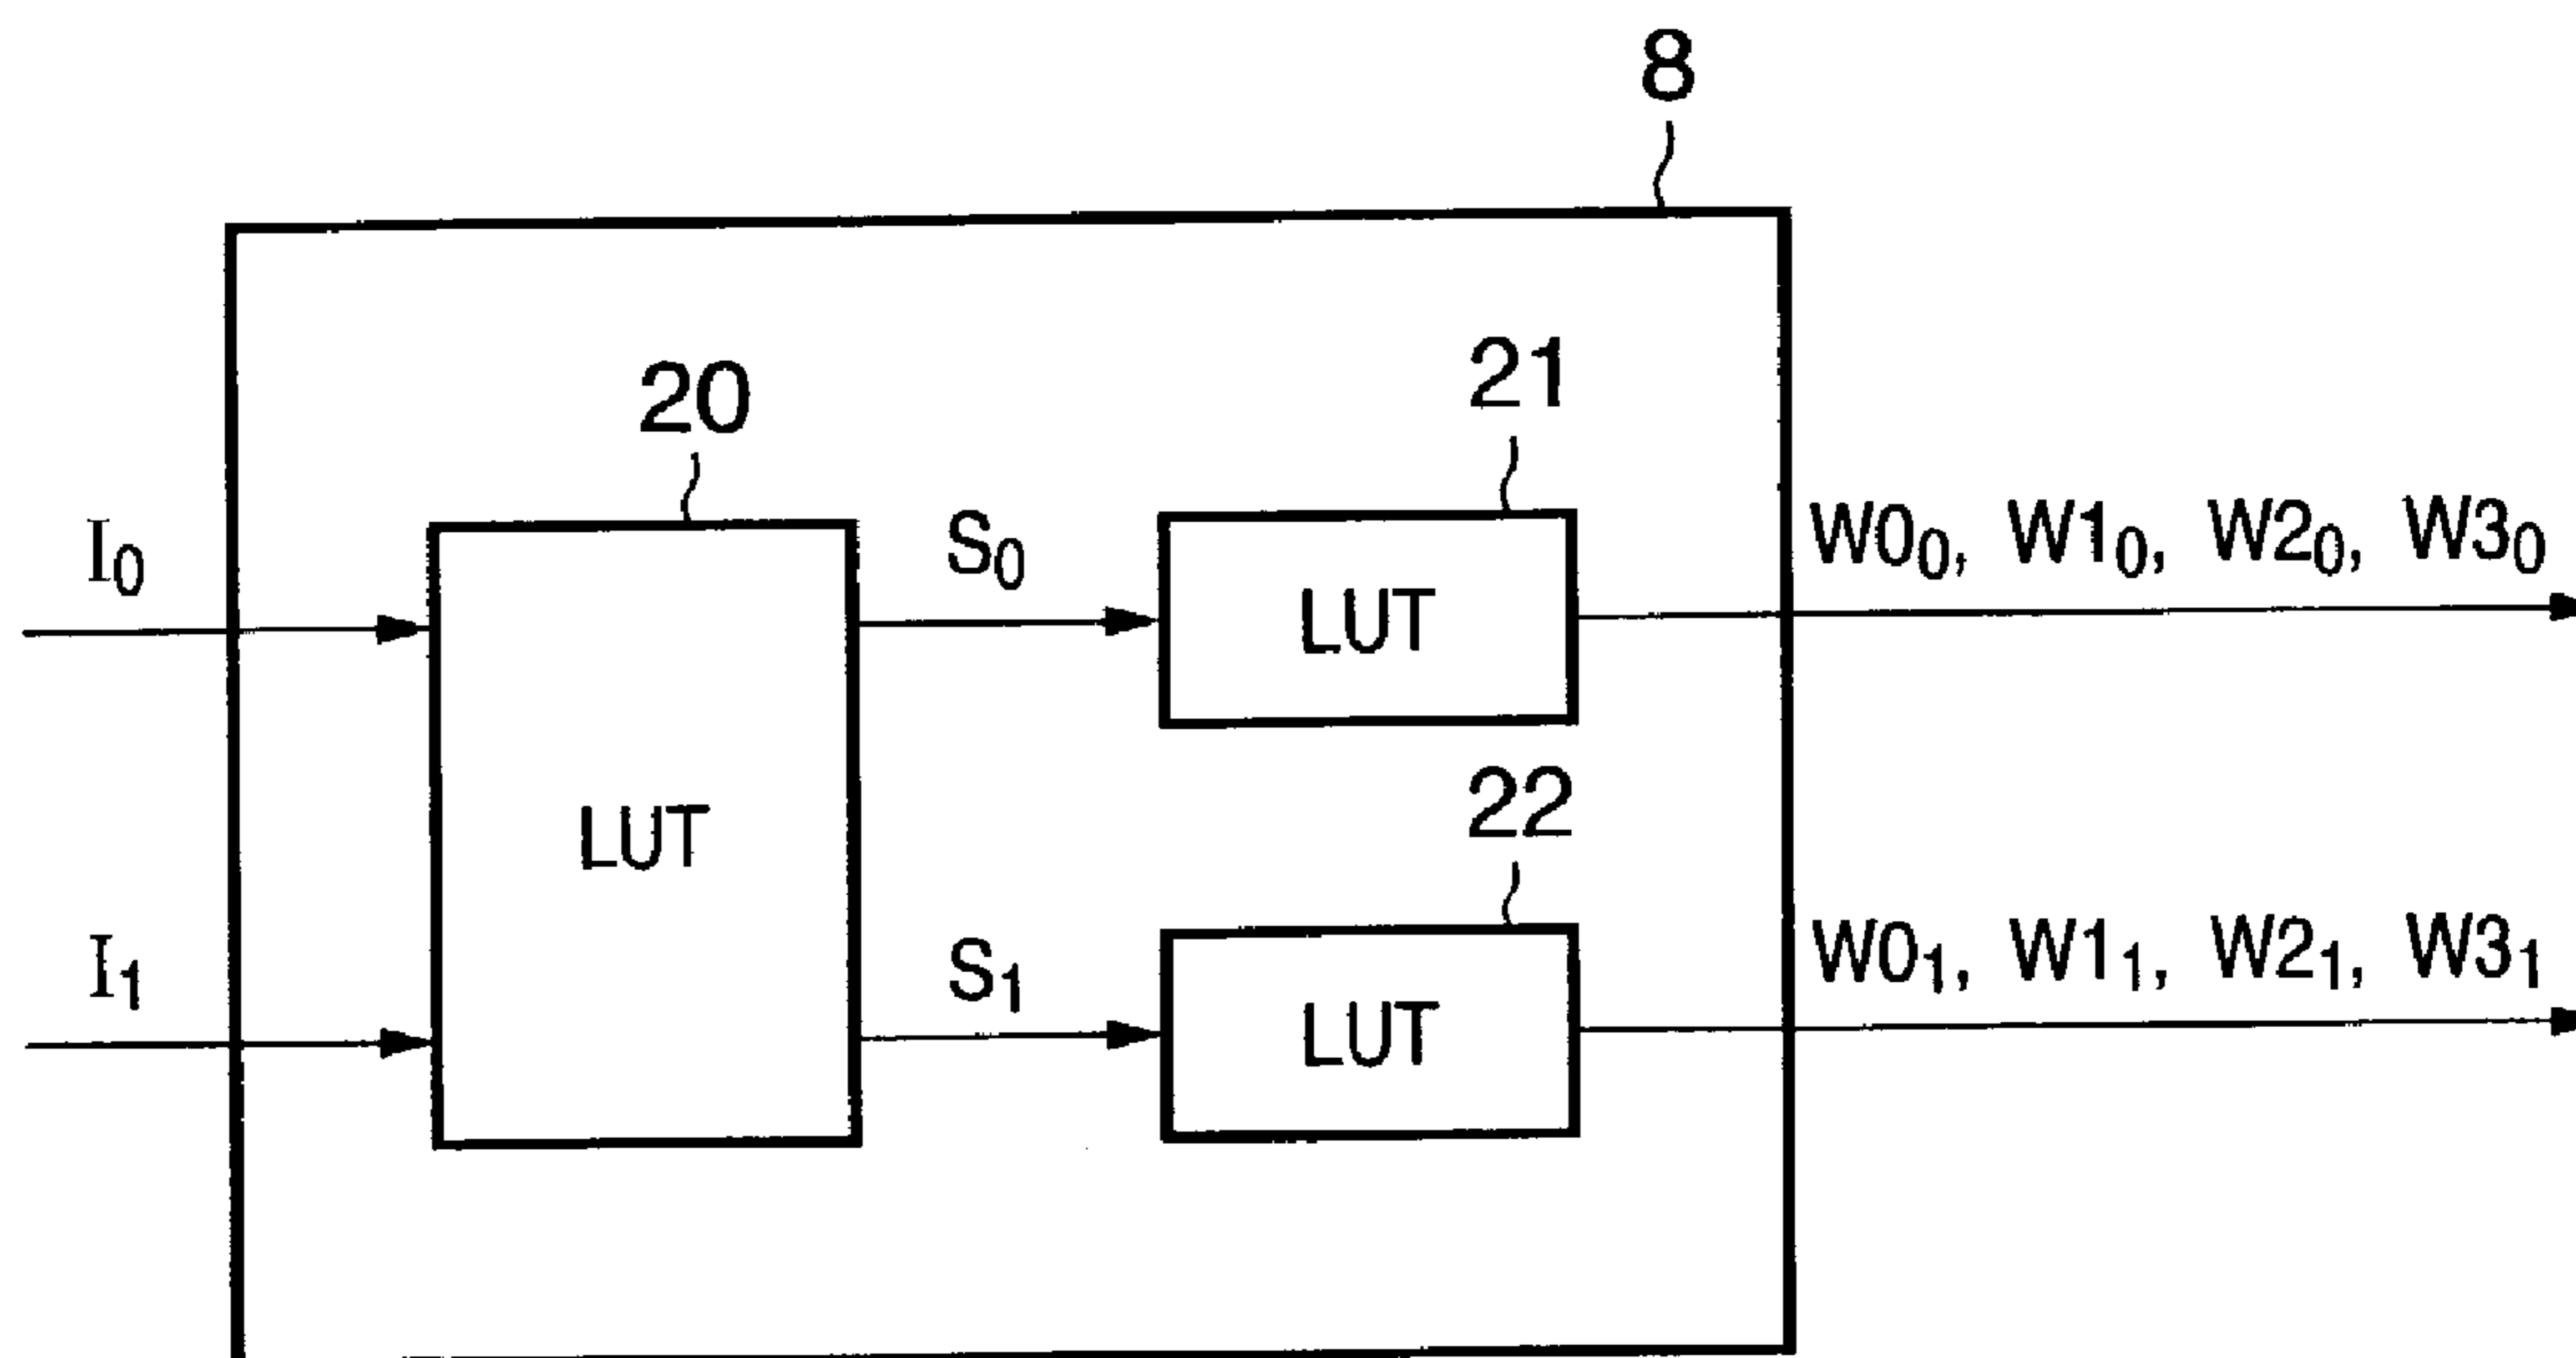 8
20
21
I₀
S₀
LUT
W0₀, W1₀, W2₀, W3₀
LUT
22
I₁
S₁
LUT
W0₁, W1₁, W2₁, W3₁